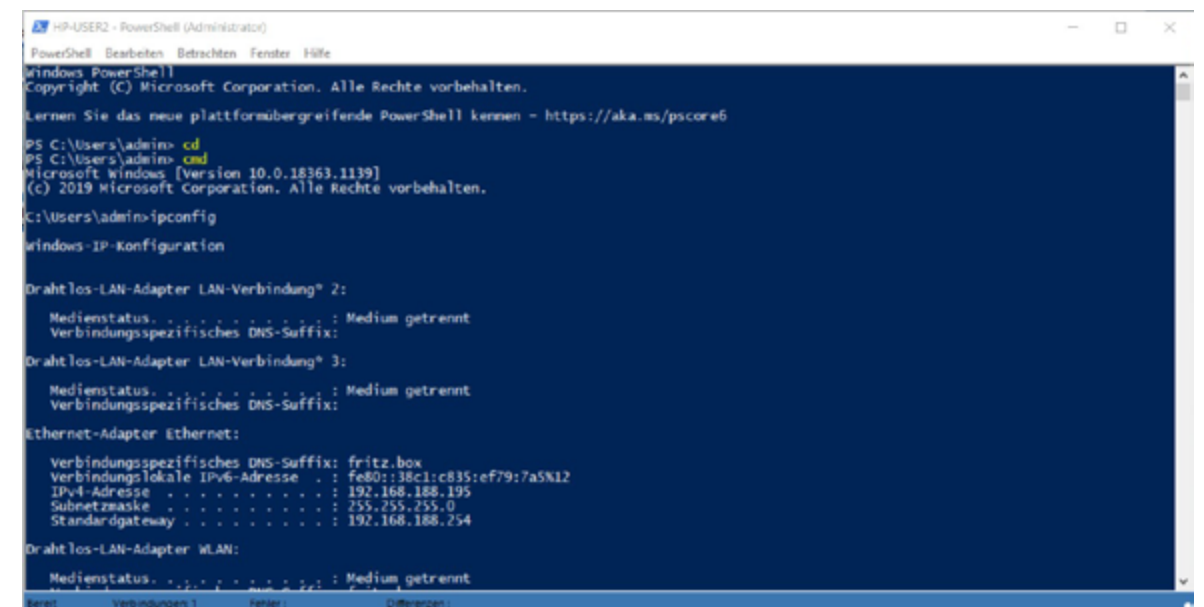 HP-USER2 - PowerShell (Administrator)
PowerShell Bearbeiten Betrachten Fenster Hilfe
Windows PowerShell
Copyright (C) Microsoft Corporation. Alle Rechte vorbehalten.
Lernen Sie das neue plattformübergreifende PowerShell kennen – https://aka.ms/pscore6
PS C:\Users\admin> cd
PS C:\Users\admin> cmd
Microsoft Windows [Version 10.0.18363.1139]
(c) 2019 Microsoft Corporation. Alle Rechte vorbehalten.
C:\Users\admin>ipconfig
Windows-IP-Konfiguration
Drahtlos-LAN-Adapter LAN-Verbindung* 2:
Medienstatus. . . . . . . . . . . : Medium getrennt
Verbindungsspezifisches DNS-Suffix:
Drahtlos-LAN-Adapter LAN-Verbindung* 3:
Medienstatus. . . . . . . . . . . : Medium getrennt
Verbindungsspezifisches DNS-Suffix:
Ethernet-Adapter Ethernet:
Verbindungsspezifisches DNS-Suffix: fritz.box
Verbindungslokale IPv6-Adresse . : fe80::38c1:c835:ef79:7a5%12
IPv4-Adresse . . . . . . . . . . : 192.168.188.195
Subnetzmaske . . . . . . . . . . : 255.255.255.0
Standardgateway . . . . . . . . . : 192.168.188.254
Drahtlos-LAN-Adapter WLAN:
Medienstatus. . . . . . . . . . . : Medium getrennt
Bereit Verbindungen: 1 Fehler: Differenzen: